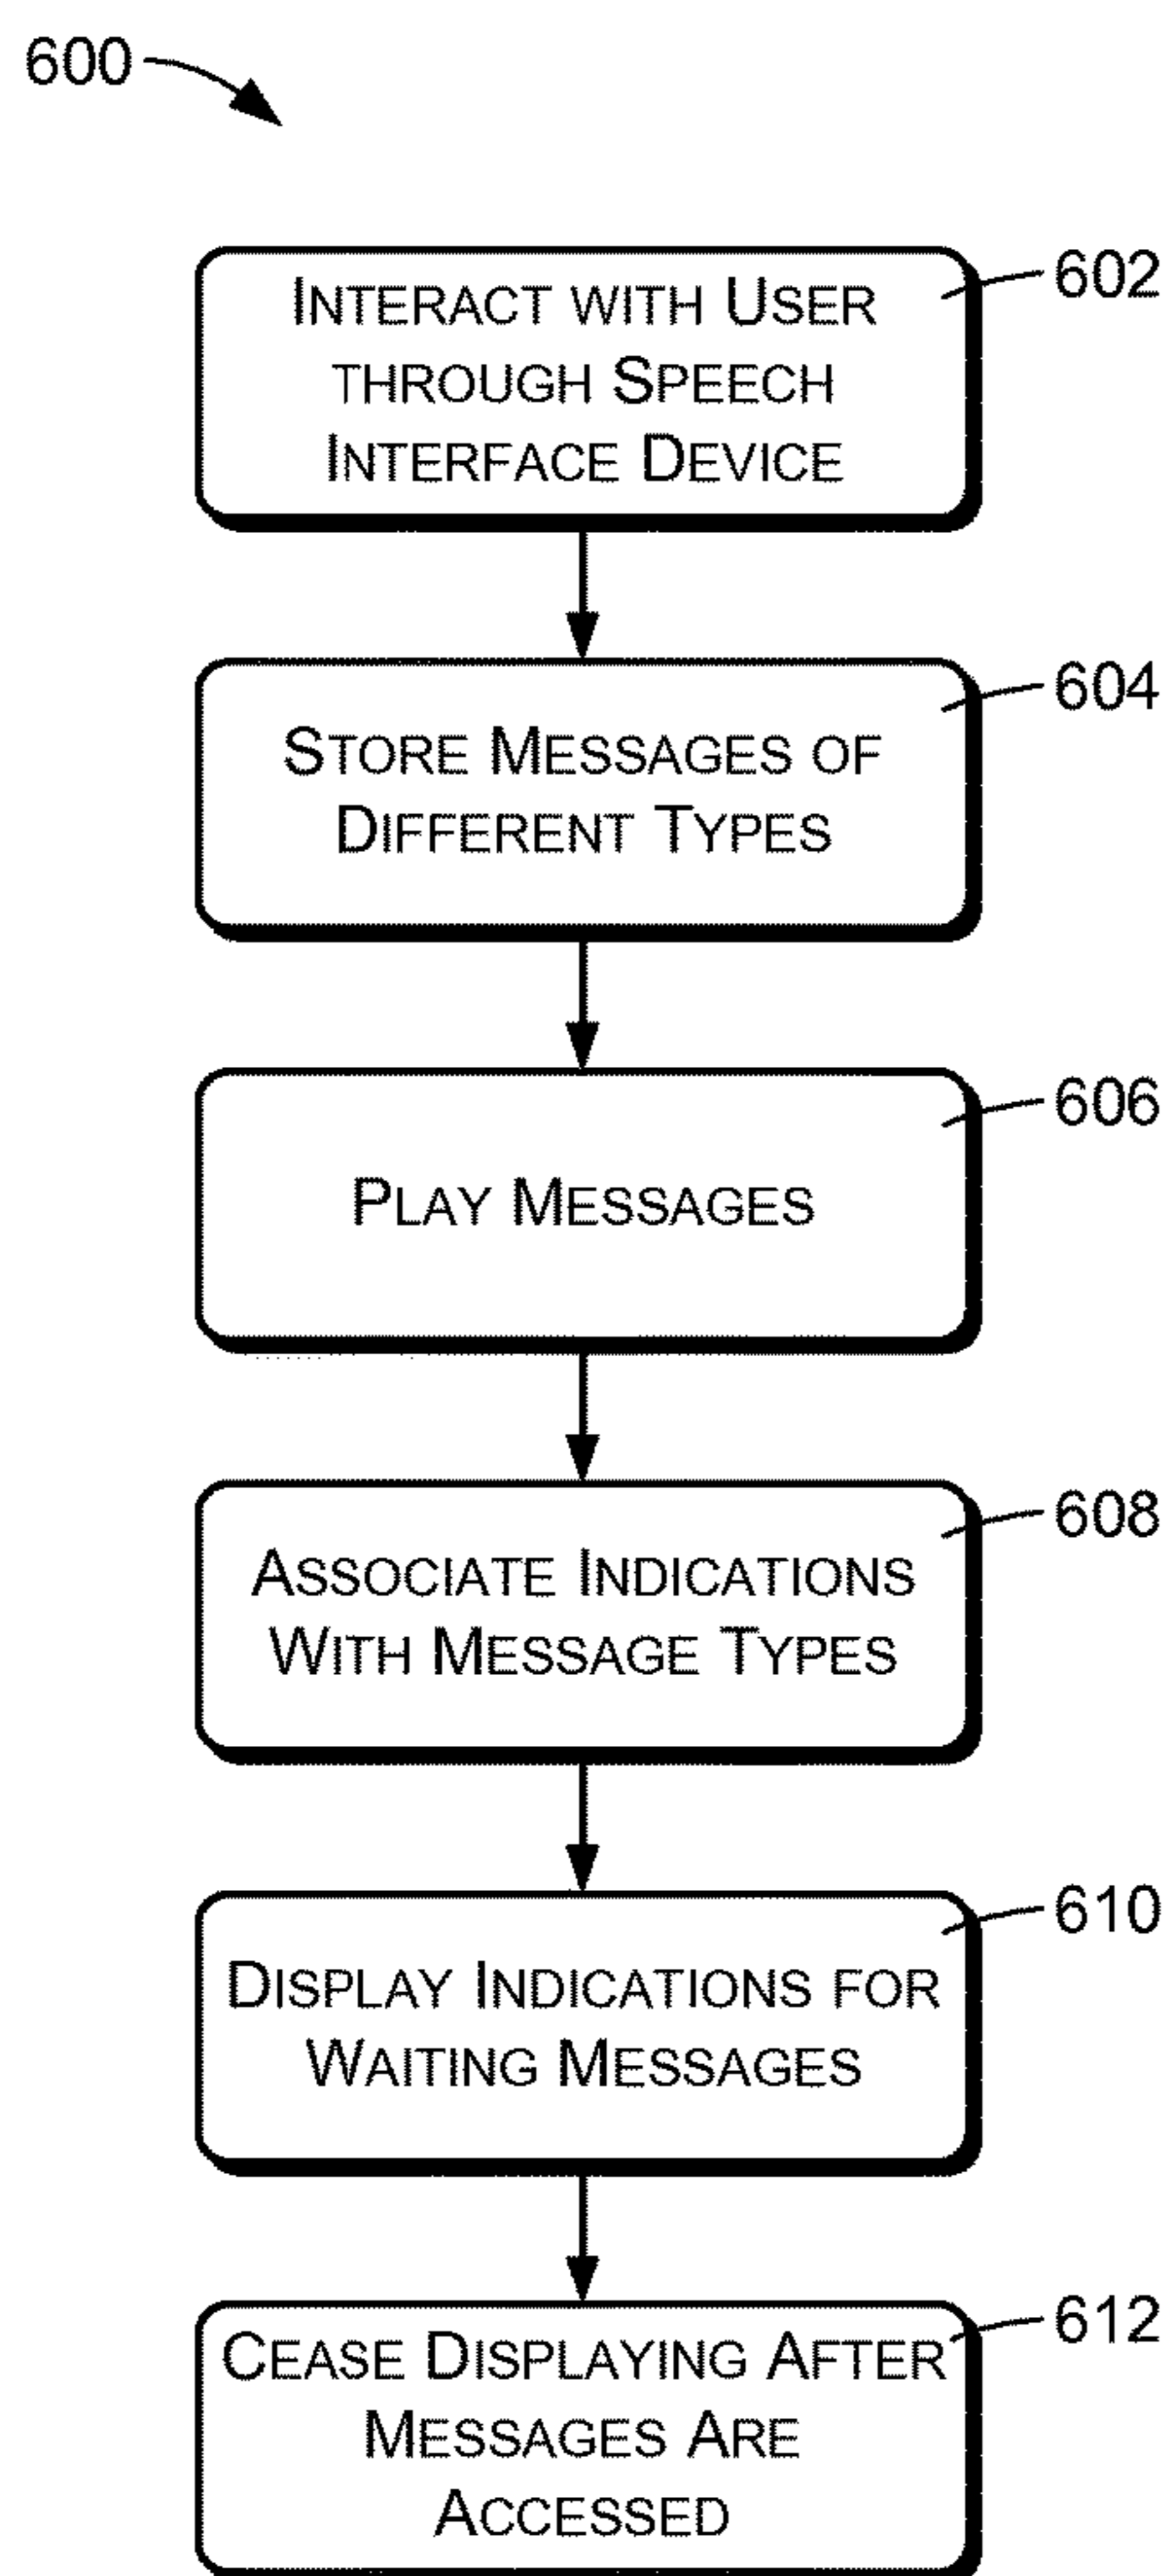 600
INTERACT WITH USER
THROUGH SPEECH
INTERFACE DEVICE
602
STORE MESSAGES OF
DIFFERENT TYPES
604
PLAY MESSAGES
606
ASSOCIATE INDICATIONS
WITH MESSAGE TYPES
608
DISPLAY INDICATIONS FOR
WAITING MESSAGES
610
CEASE DISPLAYING AFTER
MESSAGES ARE
ACCESSED
612